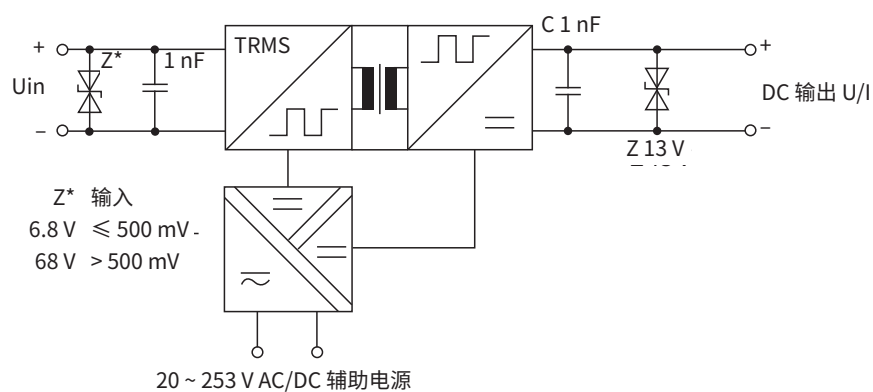 C 1 nF
+ Z* 1 nF TRMS +
Uin DC 输出 U/I
– –
Z 13 V
Z* 输入
6.8 V ≤ 500 mV -
68 V > 500 mV
20 ~ 253 V AC/DC 辅助电源